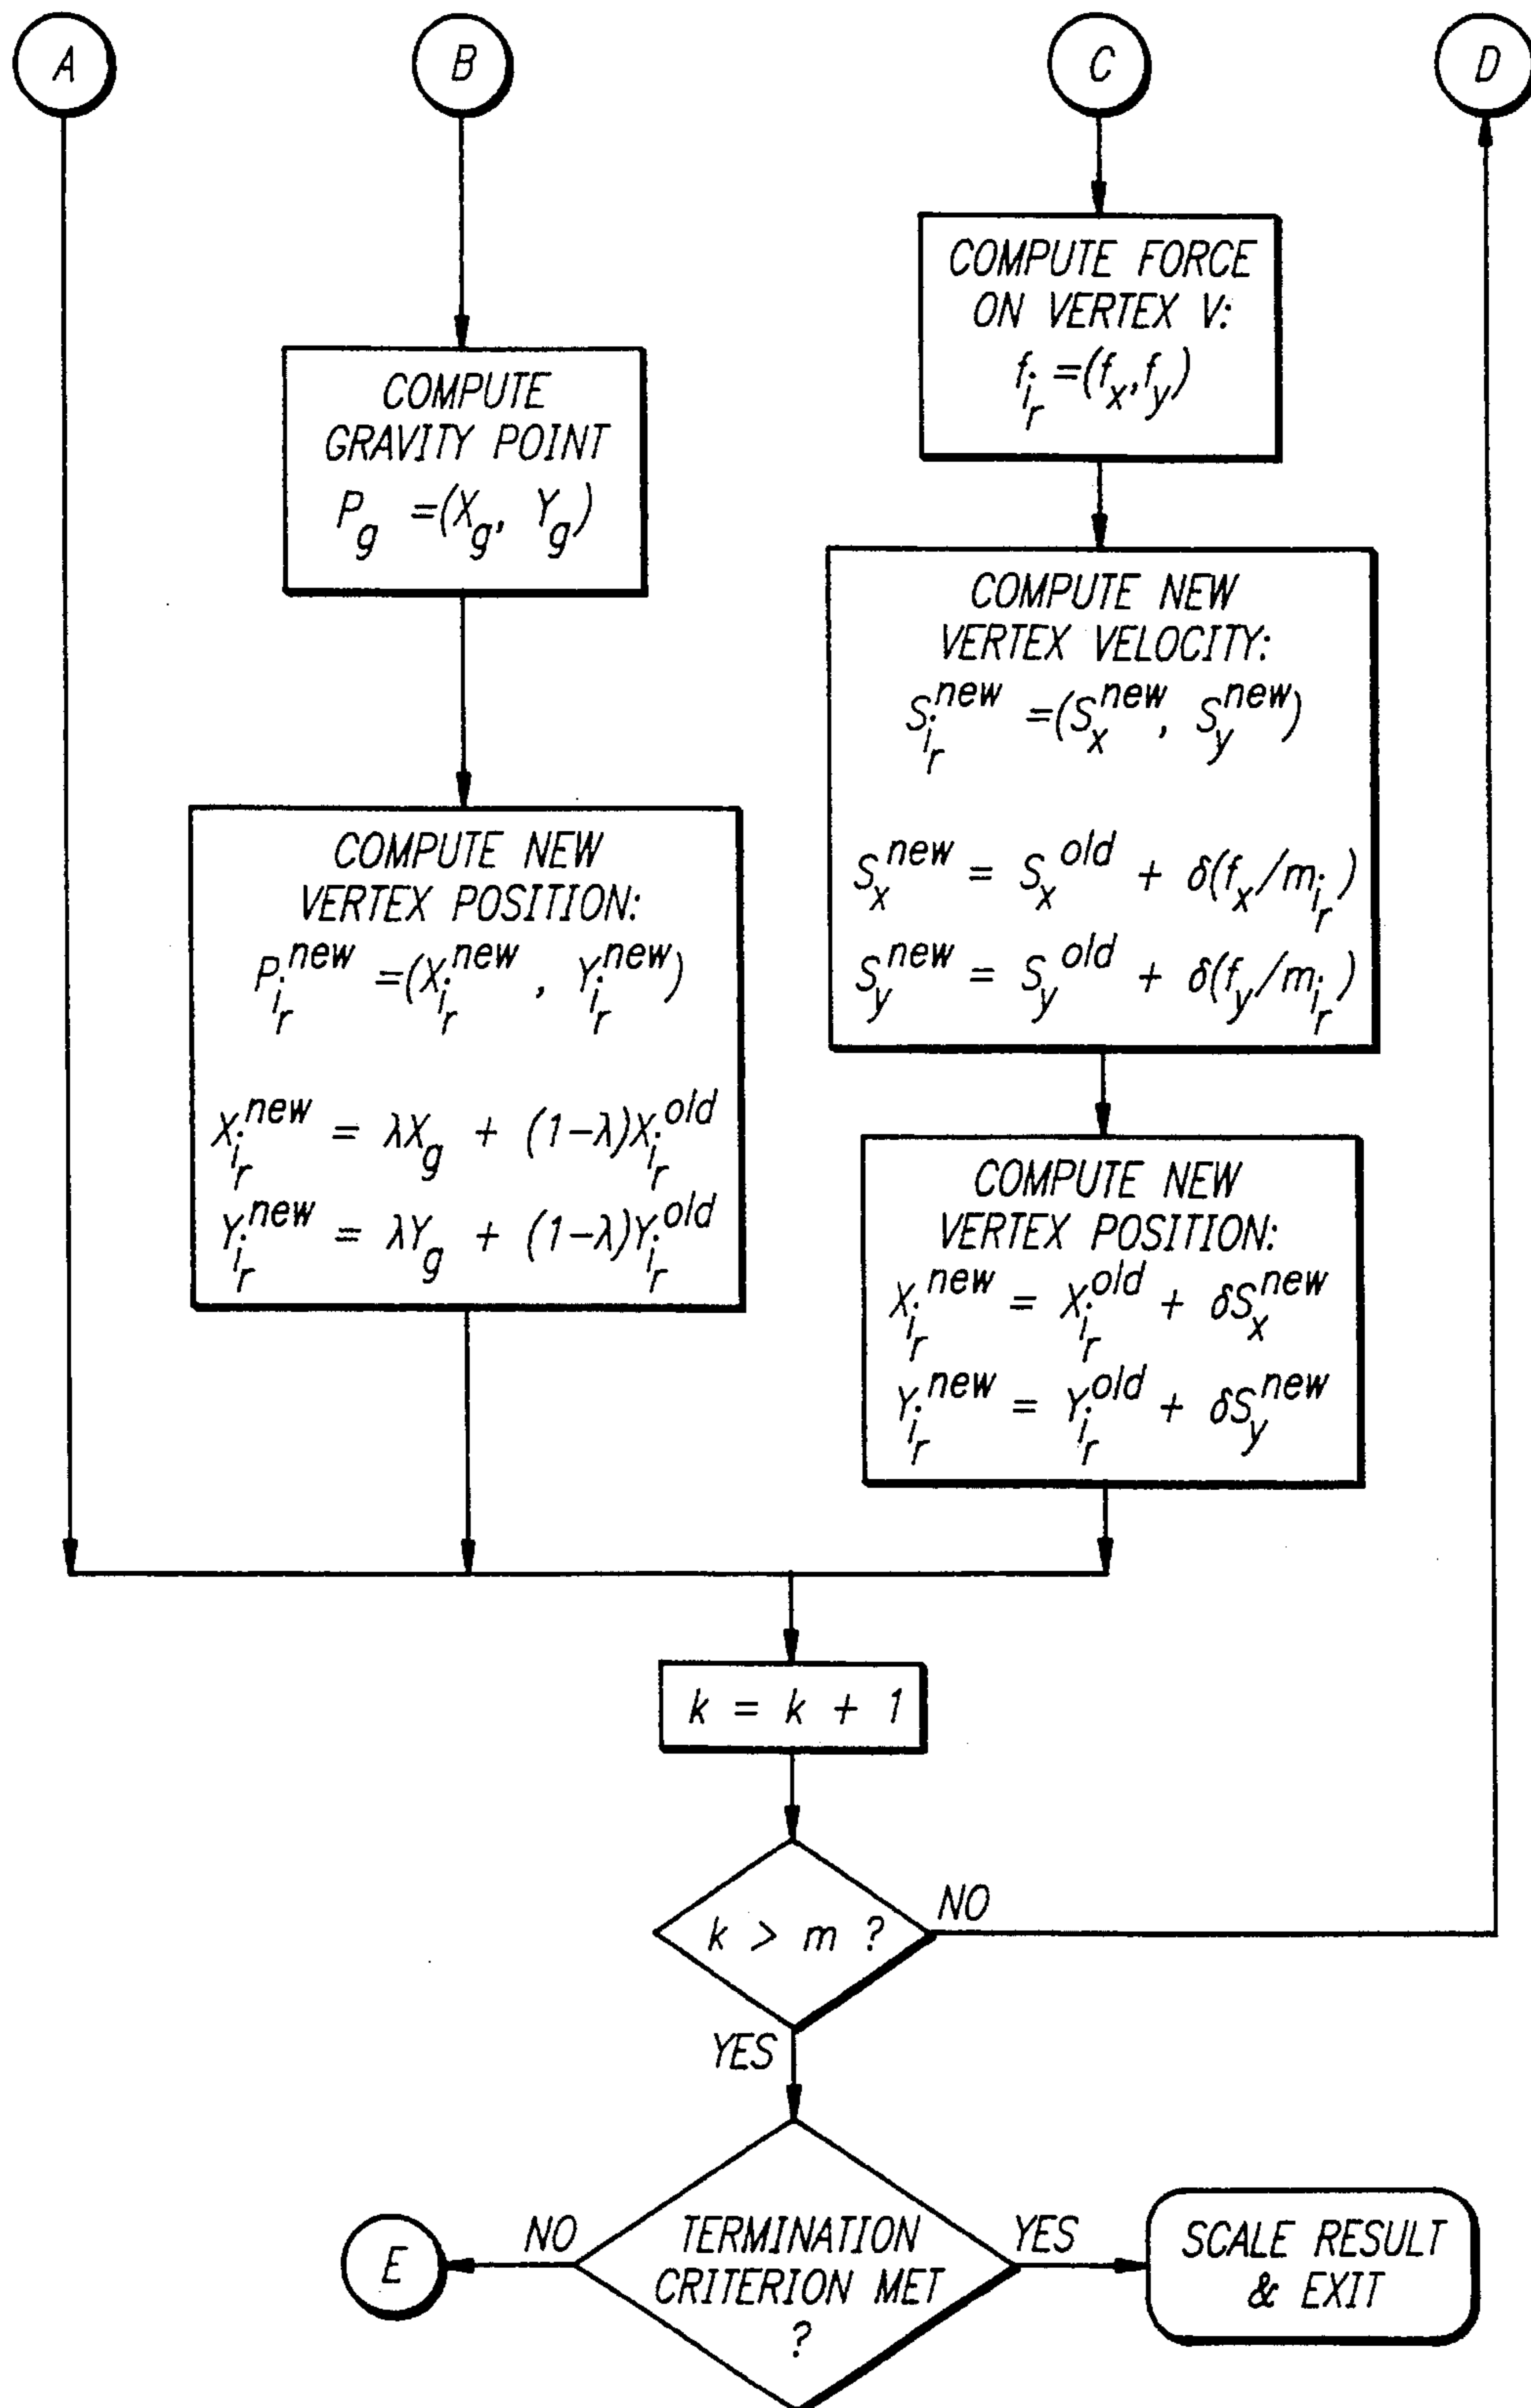 A
B
C
D
COMPUTE
GRAVITY POINT
P_g =(X_g, Y_g)
COMPUTE NEW
VERTEX POSITION:
P_{i_r}^{new} =(X_{i_r}^{new}, Y_{i_r}^{new})
X_{i_r}^{new} = λX_g + (1-λ)X_{i_r}^{old}
Y_{i_r}^{new} = λY_g + (1-λ)Y_{i_r}^{old}
COMPUTE FORCE
ON VERTEX V:
f_{i_r} =(f_x,f_y)
COMPUTE NEW
VERTEX VELOCITY:
S_{i_r}^{new} =(S_x^{new}, S_y^{new})
S_x^{new} = S_x^{old} + δ(f_x/m_{i_r})
S_y^{new} = S_y^{old} + δ(f_y/m_{i_r})
COMPUTE NEW
VERTEX POSITION:
X_{i_r}^{new} = X_{i_r}^{old} + δS_x^{new}
Y_{i_r}^{new} = Y_{i_r}^{old} + δS_y^{new}
k = k + 1
k > m ?
NO
YES
TERMINATION
CRITERION MET
?
NO
E
YES
SCALE RESULT
& EXIT